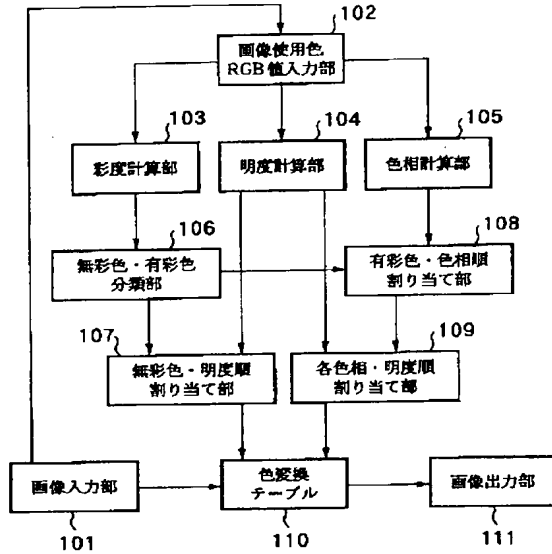 102
画像使用色
RGB値入力部
103
104
105
彩度計算部
明度計算部
色相計算部
106
108
無彩色・有彩色
分類部
有彩色・色相順
割り当て部
107
109
無彩色・明度順
割り当て部
各色相・明度順
割り当て部
画像入力部
色変換
テーブル
画像出力部
101
110
111